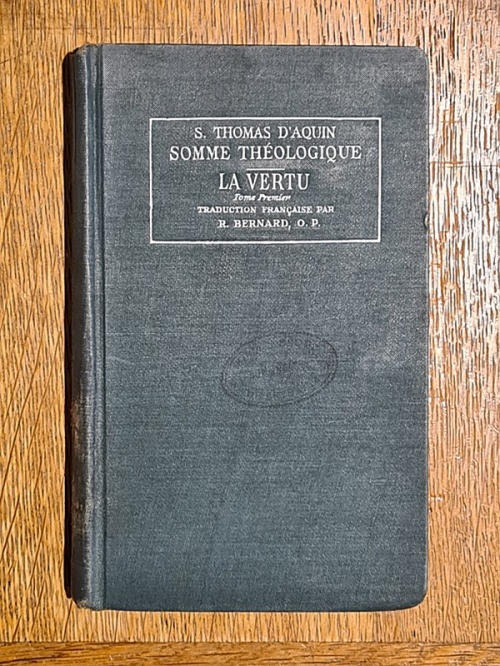 S. THOMAS D'AQUIN
SOMME THÉOLOGIQUE
LA VERTU
Tome Premier
TRADUCTION FRANÇAISE PAR
R. BERNARD, O. P.